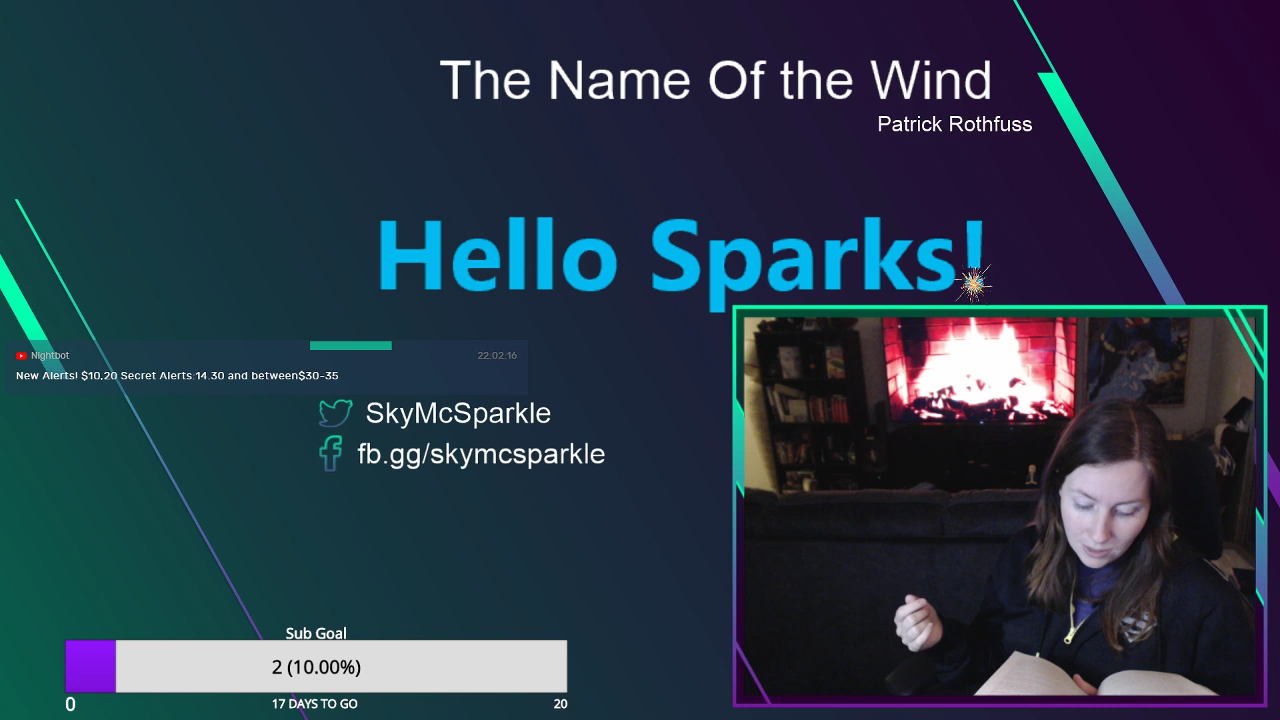 The Name Of the Wind
Patrick Rothfuss
Hello Sparks!
Nightbot 22:02:16
New Alerts! $10,20 Secret Alerts:14.30 and between$30-35
SkyMcSparkle
fb.gg/skymcsparkle
Sub Goal
2 (10.00%)
0 17 DAYS TO GO 20